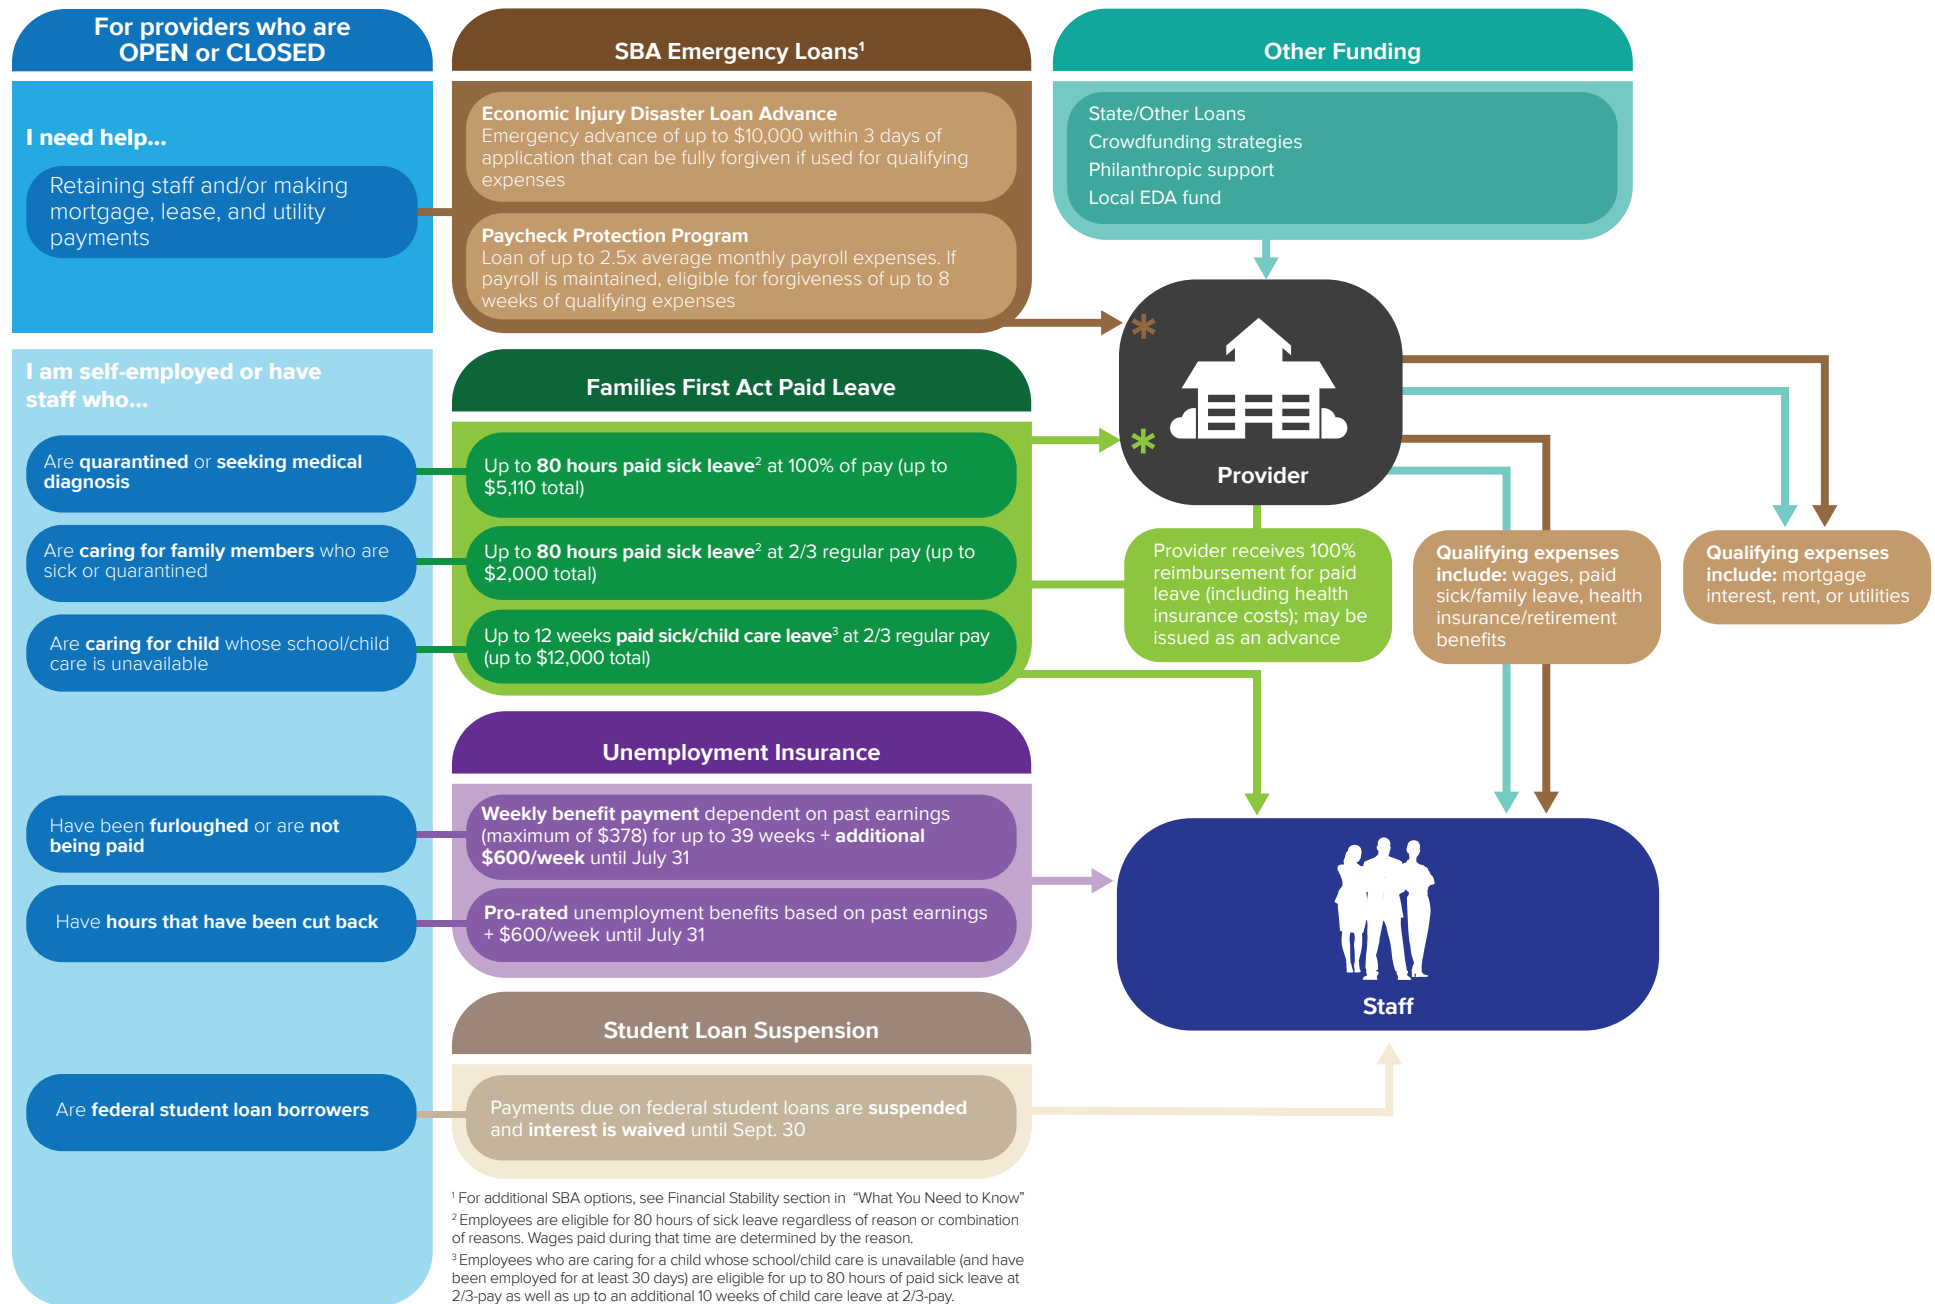 For providers who are
OPEN or CLOSED
I need help...
Retaining staff and/or making
mortgage, lease, and utility
payments
I am self-employed or have
staff who...
Are quarantined or seeking medical
diagnosis
Are caring for family members who are
sick or quarantined
Are caring for child whose school/child
care is unavailable
Have been furloughed or are not
being paid
Have hours that have been cut back
Are federal student loan borrowers
SBA Emergency Loans¹
Economic Injury Disaster Loan Advance
Emergency advance of up to $10,000 within 3 days of
application that can be fully forgiven if used for qualifying
expenses
Paycheck Protection Program
Loan of up to 2.5x average monthly payroll expenses. If
payroll is maintained, eligible for forgiveness of up to 8
weeks of qualifying expenses
Families First Act Paid Leave
Up to 80 hours paid sick leave² at 100% of pay (up to
$5,110 total)
Up to 80 hours paid sick leave² at 2/3 regular pay (up to
$2,000 total)
Up to 12 weeks paid sick/child care leave³ at 2/3 regular pay
(up to $12,000 total)
Unemployment Insurance
Weekly benefit payment dependent on past earnings
(maximum of $378) for up to 39 weeks + additional
$600/week until July 31
Pro-rated unemployment benefits based on past earnings
+ $600/week until July 31
Student Loan Suspension
Payments due on federal student loans are suspended
and interest is waived until Sept. 30
¹ For additional SBA options, see Financial Stability section in “What You Need to Know”
² Employees are eligible for 80 hours of sick leave regardless of reason or combination
of reasons. Wages paid during that time are determined by the reason.
³ Employees who are caring for a child whose school/child care is unavailable (and have
been employed for at least 30 days) are eligible for up to 80 hours of paid sick leave at
2/3-pay as well as up to an additional 10 weeks of child care leave at 2/3-pay.
Other Funding
State/Other Loans
Crowdfunding strategies
Philanthropic support
Local EDA fund
*
*
Provider
Provider receives 100%
reimbursement for paid
leave (including health
insurance costs); may be
issued as an advance
Qualifying expenses
include: wages, paid
sick/family leave, health
insurance/retirement
benefits
Qualifying expenses
include: mortgage
interest, rent, or utilities
Staff